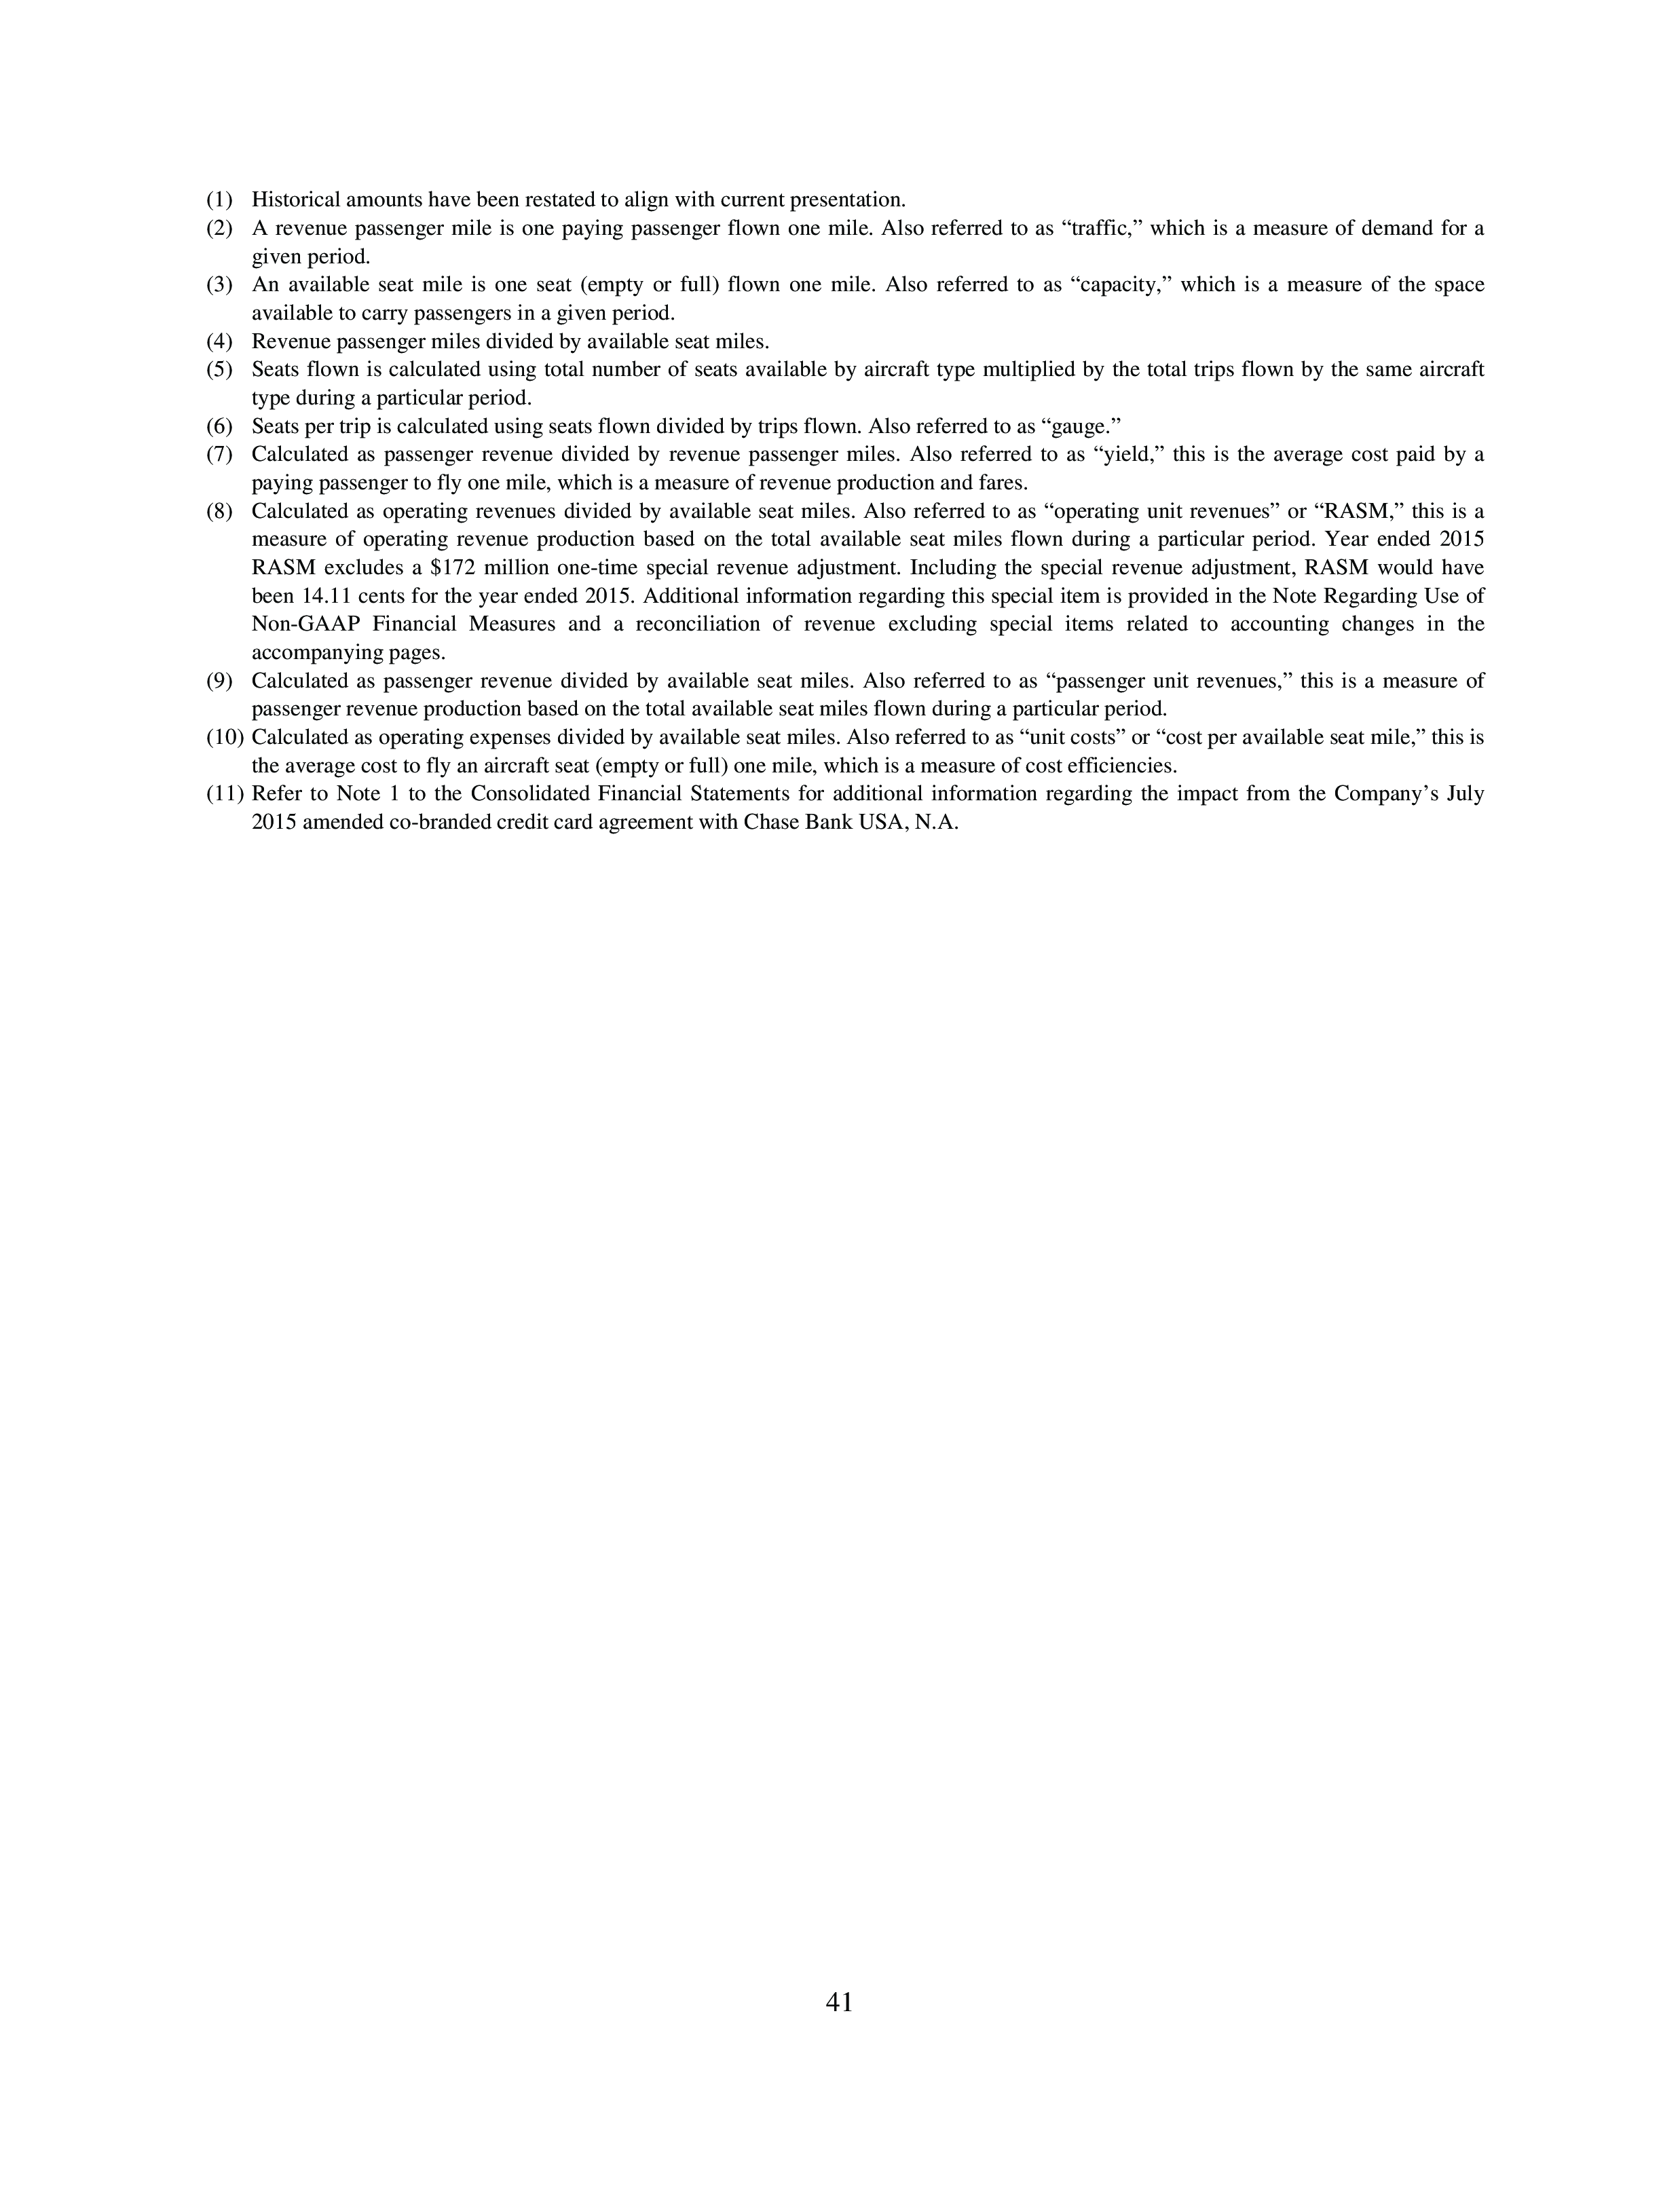 (1) Historical amounts have been restated to align with current presentation.
(2) A revenue passenger mile is one paying passenger flown one mile. Also referred to as “traffic,” which is a measure of demand for a
given period.
(3) An available seat mile is one seat (empty or full) flown one mile. Also referred to as “capacity,” which is a measure of the space
available to carry passengers in a given period.
(4) Revenue passenger miles divided by available seat miles.
(5) Seats flown is calculated using total number of seats available by aircraft type multiplied by the total trips flown by the same aircraft
type during a particular period.
(6) Seats per trip is calculated using seats flown divided by trips flown. Also referred to as “gauge.”
(7) Calculated as passenger revenue divided by revenue passenger miles. Also referred to as “yield,” this is the average cost paid by a
paying passenger to fly one mile, which is a measure of revenue production and fares.
(8) Calculated as operating revenues divided by available seat miles. Also referred to as “operating unit revenues” or “RASM,” this is a
measure of operating revenue production based on the total available seat miles flown during a particular period. Year ended 2015
RASM excludes a $172 million one-time special revenue adjustment. Including the special revenue adjustment, RASM would have
been 14.11 cents for the year ended 2015. Additional information regarding this special item is provided in the Note Regarding Use of
Non-GAAP Financial Measures and a reconciliation of revenue excluding special items related to accounting changes in the
accompanying pages.
(9) Calculated as passenger revenue divided by available seat miles. Also referred to as “passenger unit revenues,” this is a measure of
passenger revenue production based on the total available seat miles flown during a particular period.
(10) Calculated as operating expenses divided by available seat miles. Also referred to as “unit costs” or “cost per available seat mile,” this is
the average cost to fly an aircraft seat (empty or full) one mile, which is a measure of cost efficiencies.
(11) Refer to Note 1 to the Consolidated Financial Statements for additional information regarding the impact from the Company’s July
2015 amended co-branded credit card agreement with Chase Bank USA, N.A.
41